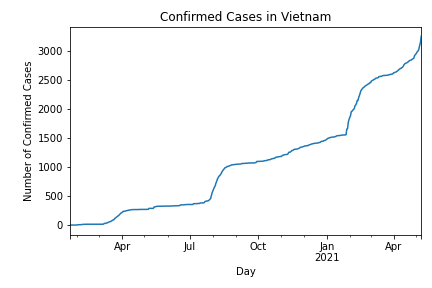 Confirmed Cases in Vietnam
Number of Confirmed Cases
3000
2500
2000
1500
1000
500
0
Apr
Jul
Oct
Jan
2021
Apr
Day